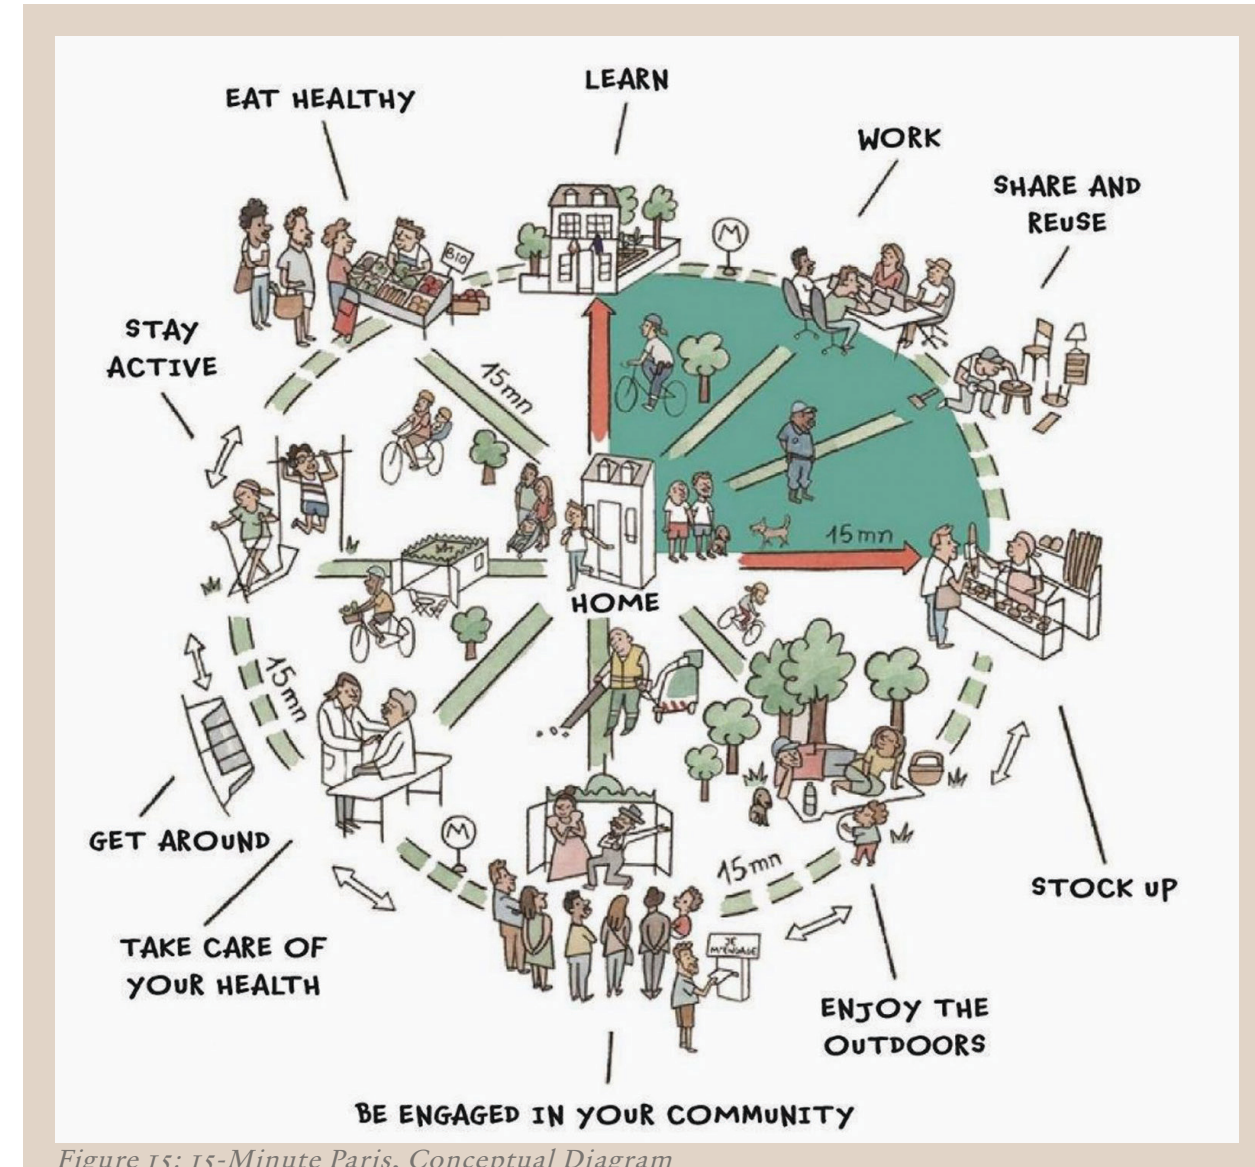 LEARN
EAT HEALTHY
WORK
SHARE AND
REUSE
M
BIO
STAY
ACTIVE
15mn
15mn
HOME
15mn
GET AROUND
M
15mn
STOCK UP
TAKE CARE OF
YOUR HEALTH
JE
M'ENGAGE
ENJOY THE
OUTDOORS
BE ENGAGED IN YOUR COMMUNITY
Figure 15: 15-Minute Paris, Conceptual Diagram